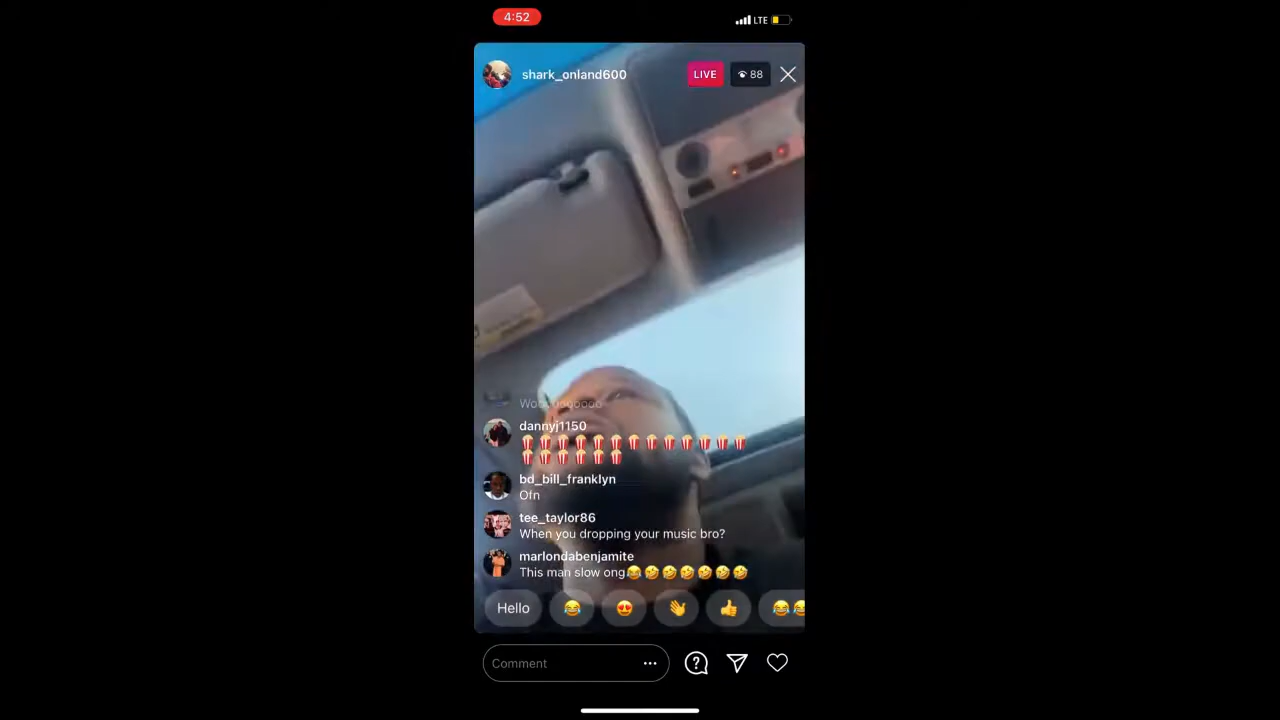 4:52
LTE
shark_onland600
LIVE
88
dannyj1150
bd_bill_franklyn
Ofn
tee_taylor86
When you dropping your music bro?
marlondabenjamite
This man slow ong😂🤣🤣🤣🤣🤣🤣
Hello
Comment